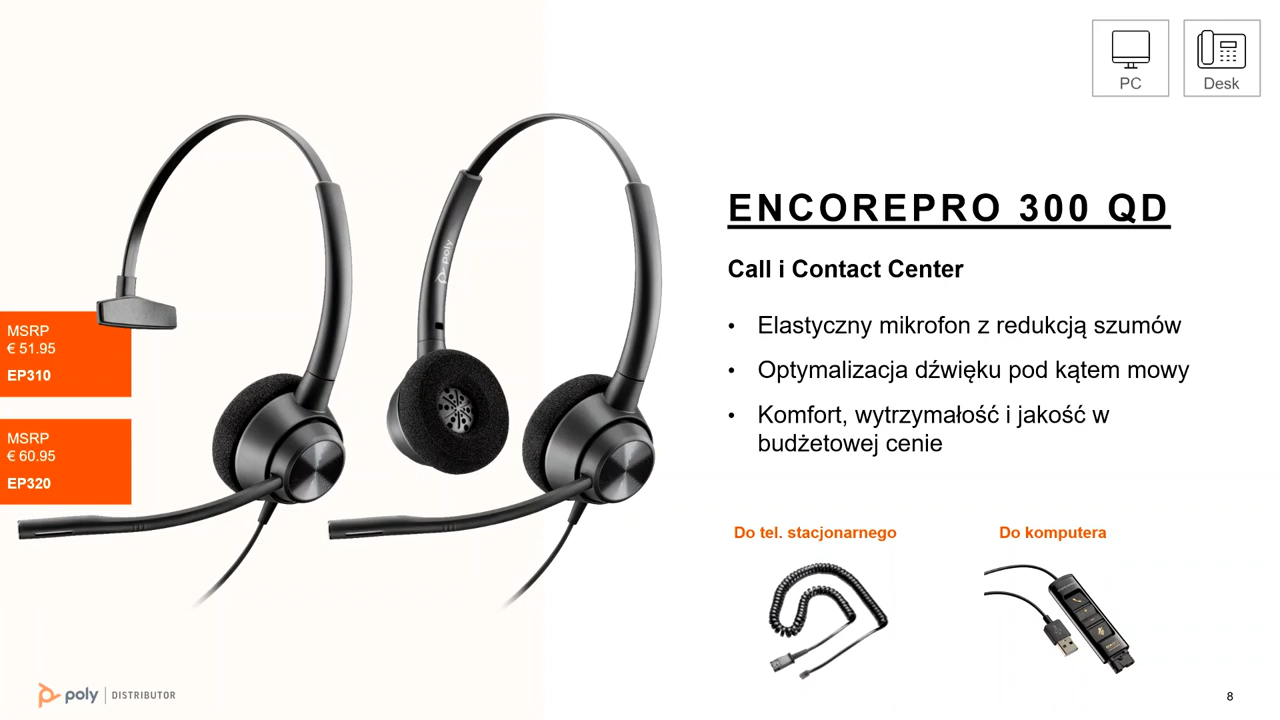 PC
Desk
ENCOREPRO 300 QD
Call i Contact Center
• Elastyczny mikrofon z redukcją szumów
• Optymalizacja dźwięku pod kątem mowy
• Komfort, wytrzymałość i jakość w
budżetowej cenie
MSRP
€ 51.95
EP310
MSRP
€ 60.95
EP320
poly
Do tel. stacjonarnego
Do komputera
poly | DISTRIBUTOR
8